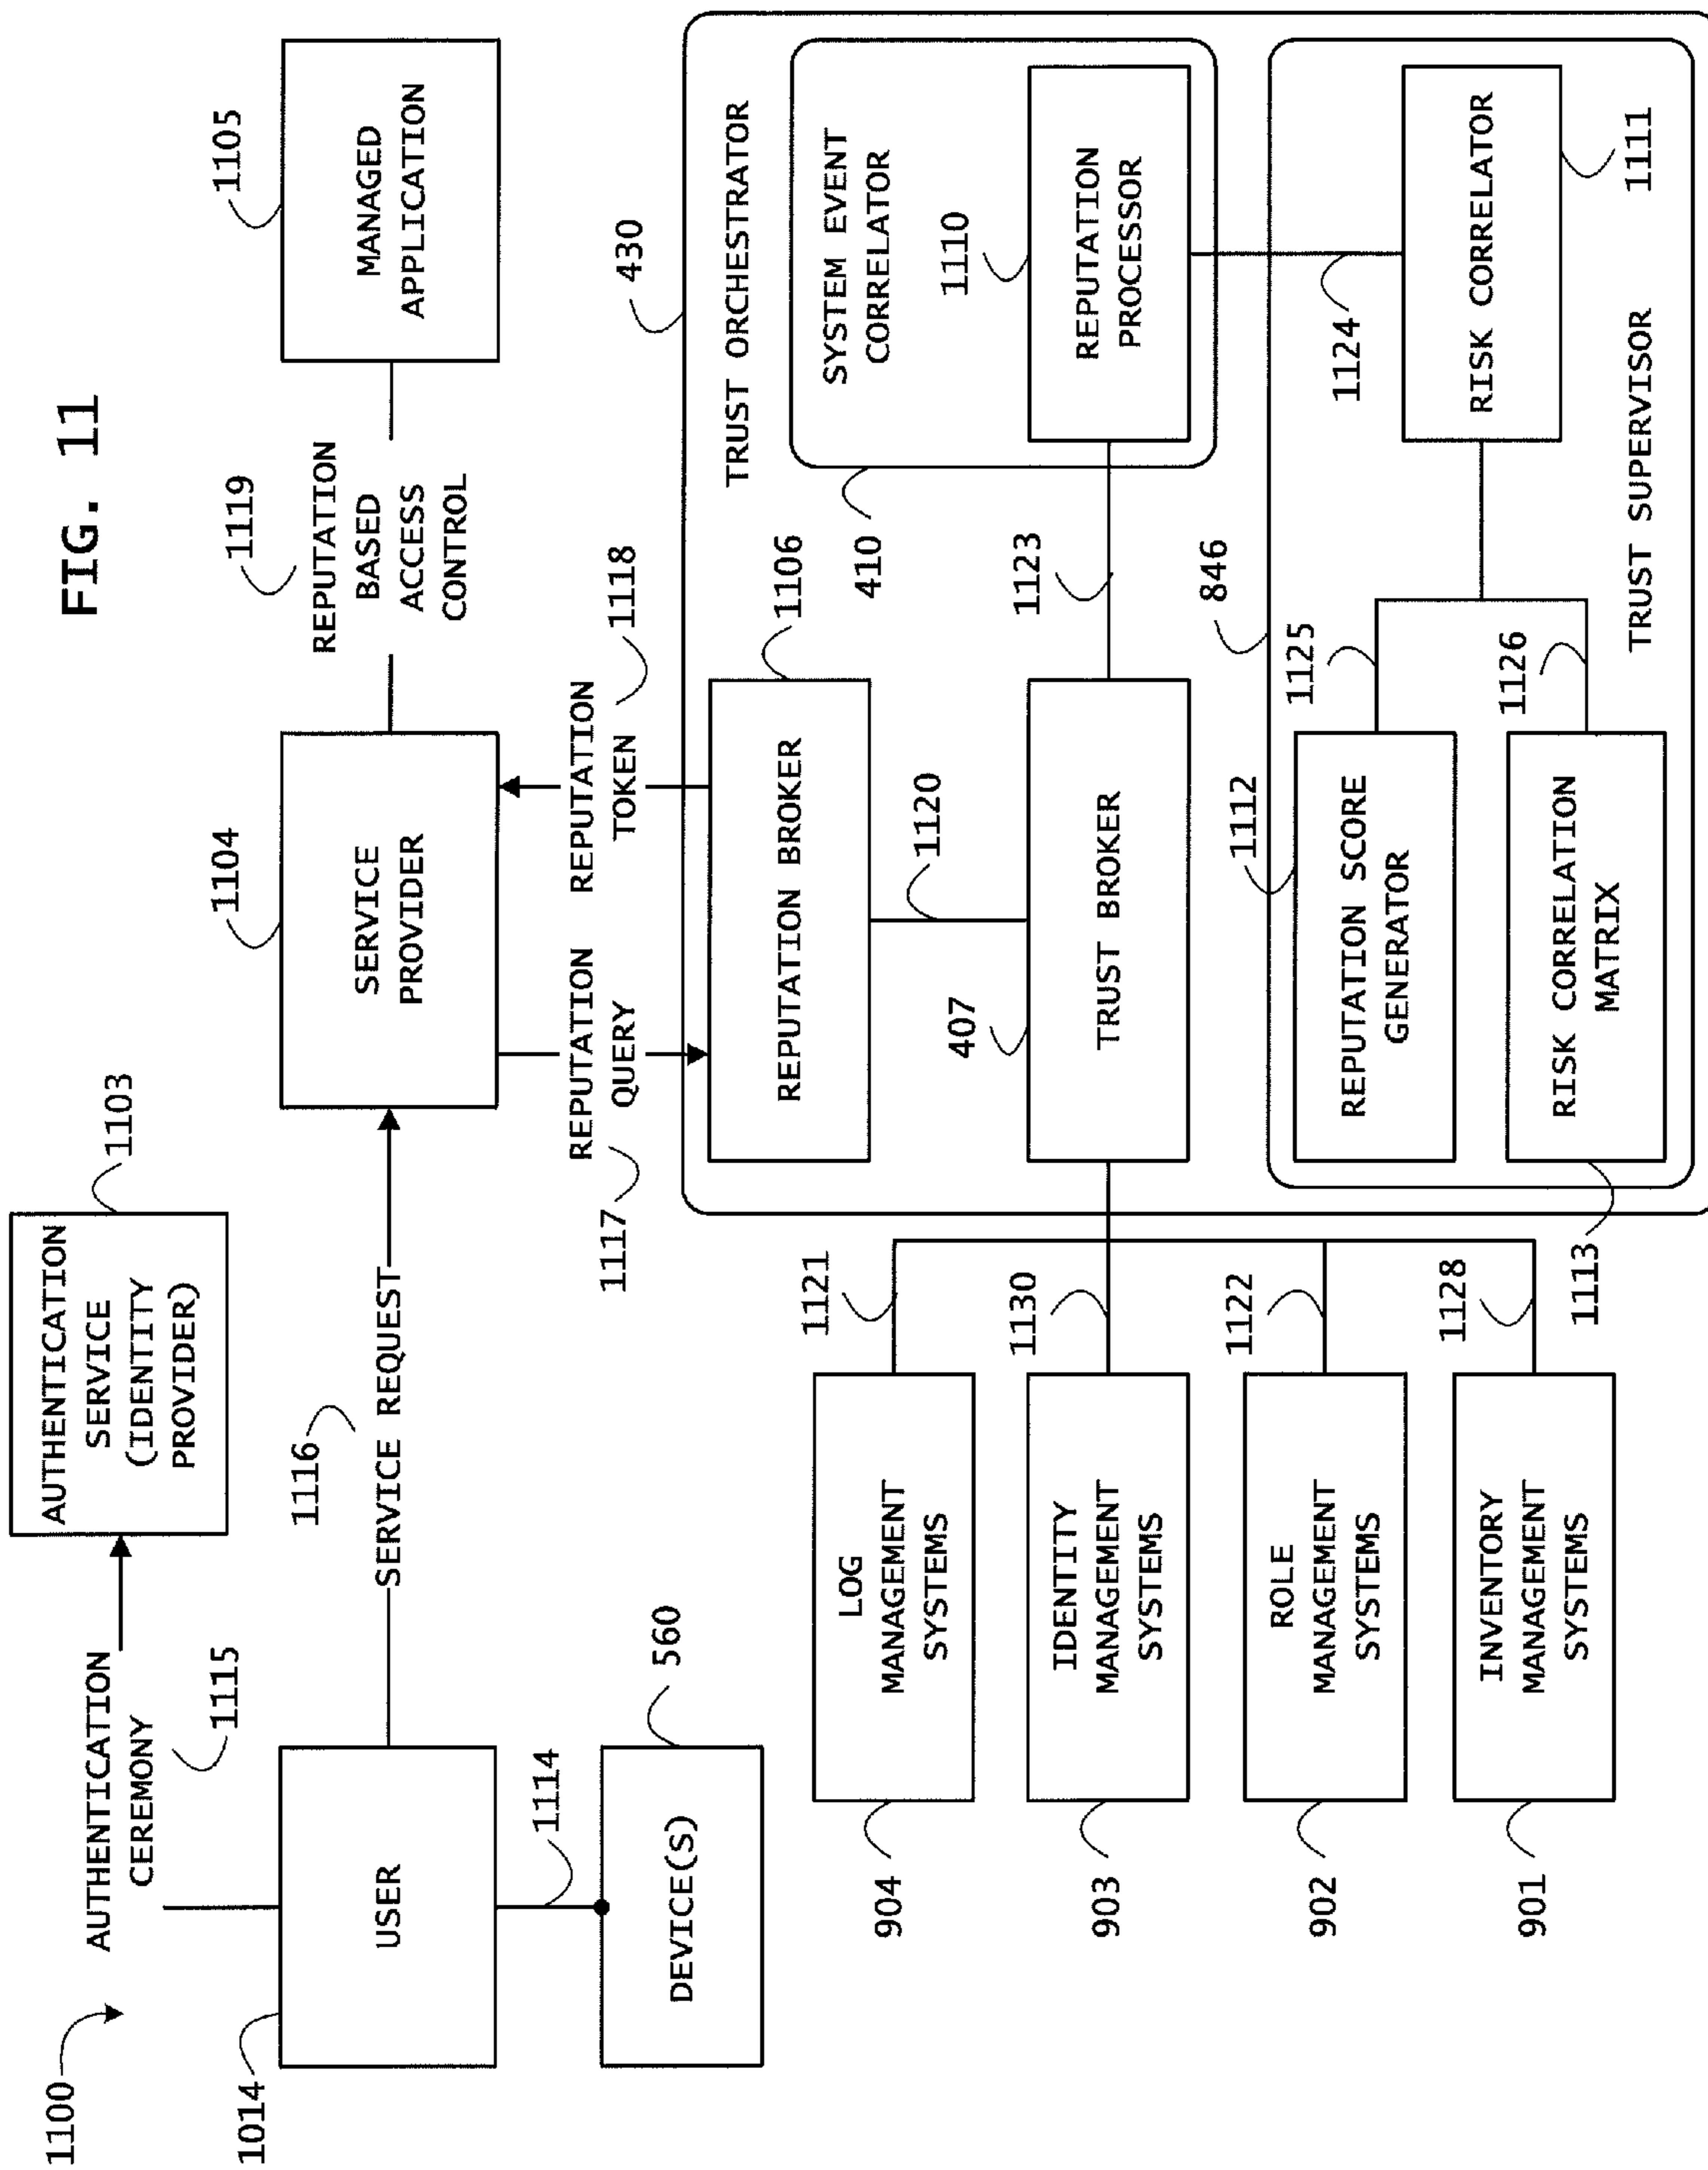 FIG. 11
1100
AUTHENTICATION
CEREMONY
1115
AUTHENTICATION
SERVICE
(IDENTITY
PROVIDER)
1103
1014
USER
1114
DEVICE(S)
560
1116
SERVICE REQUEST
1104
SERVICE
PROVIDER
1119
REPUTATION
BASED
ACCESS
CONTROL
1105
MANAGED
APPLICATION
1117
REPUTATION
QUERY
REPUTATION
TOKEN
1118
430
TRUST ORCHESTRATOR
REPUTATION BROKER
1106
1120
407
TRUST BROKER
1123
410
SYSTEM EVENT
CORRELATOR
1110
REPUTATION
PROCESSOR
1124
846
1112
REPUTATION SCORE
GENERATOR
1125
RISK CORRELATION
MATRIX
1126
1113
RISK CORRELATOR
1111
TRUST SUPERVISOR
904
LOG
MANAGEMENT
SYSTEMS
1121
903
IDENTITY
MANAGEMENT
SYSTEMS
1130
902
ROLE
MANAGEMENT
SYSTEMS
1122
901
INVENTORY
MANAGEMENT
SYSTEMS
1128